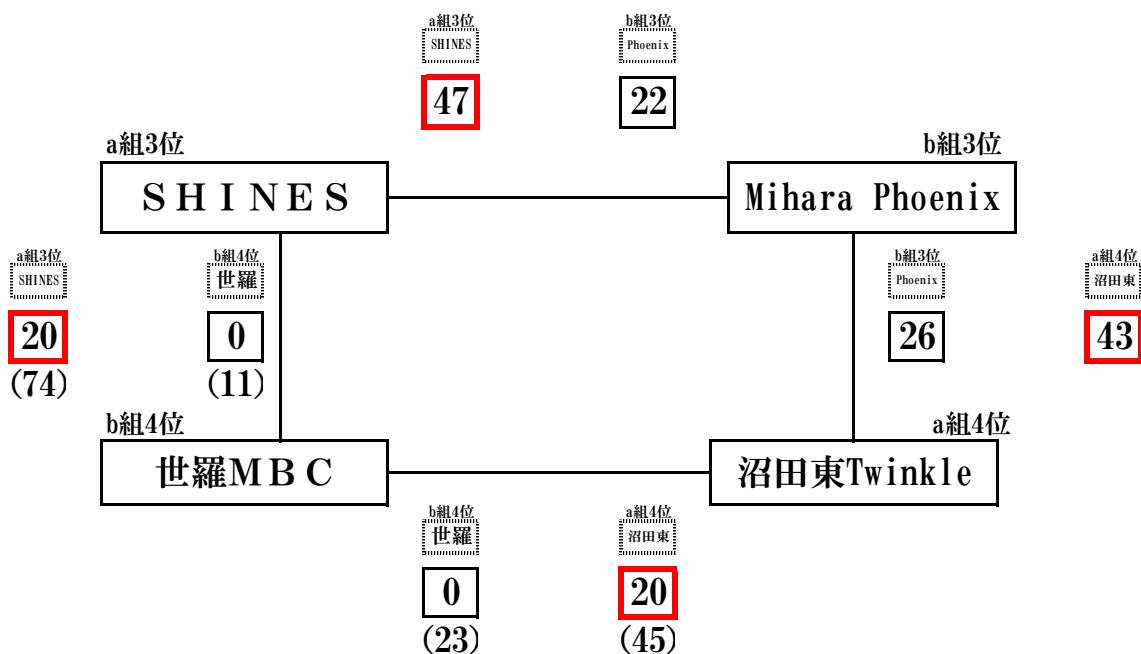 a組3位 b組3位
SHINES Phoenix
47 22
a組3位 b組3位
ＳＨＩＮＥＳ Mihara Phoenix
a組3位 b組4位 b組3位 a組4位
SHINES 世羅 Phoenix 沼田東
20 0 26 43
(74) (11)
b組4位 a組4位
世羅ＭＢＣ 沼田東Twinkle
b組4位 a組4位
世羅 沼田東
0 20
(23) (45)